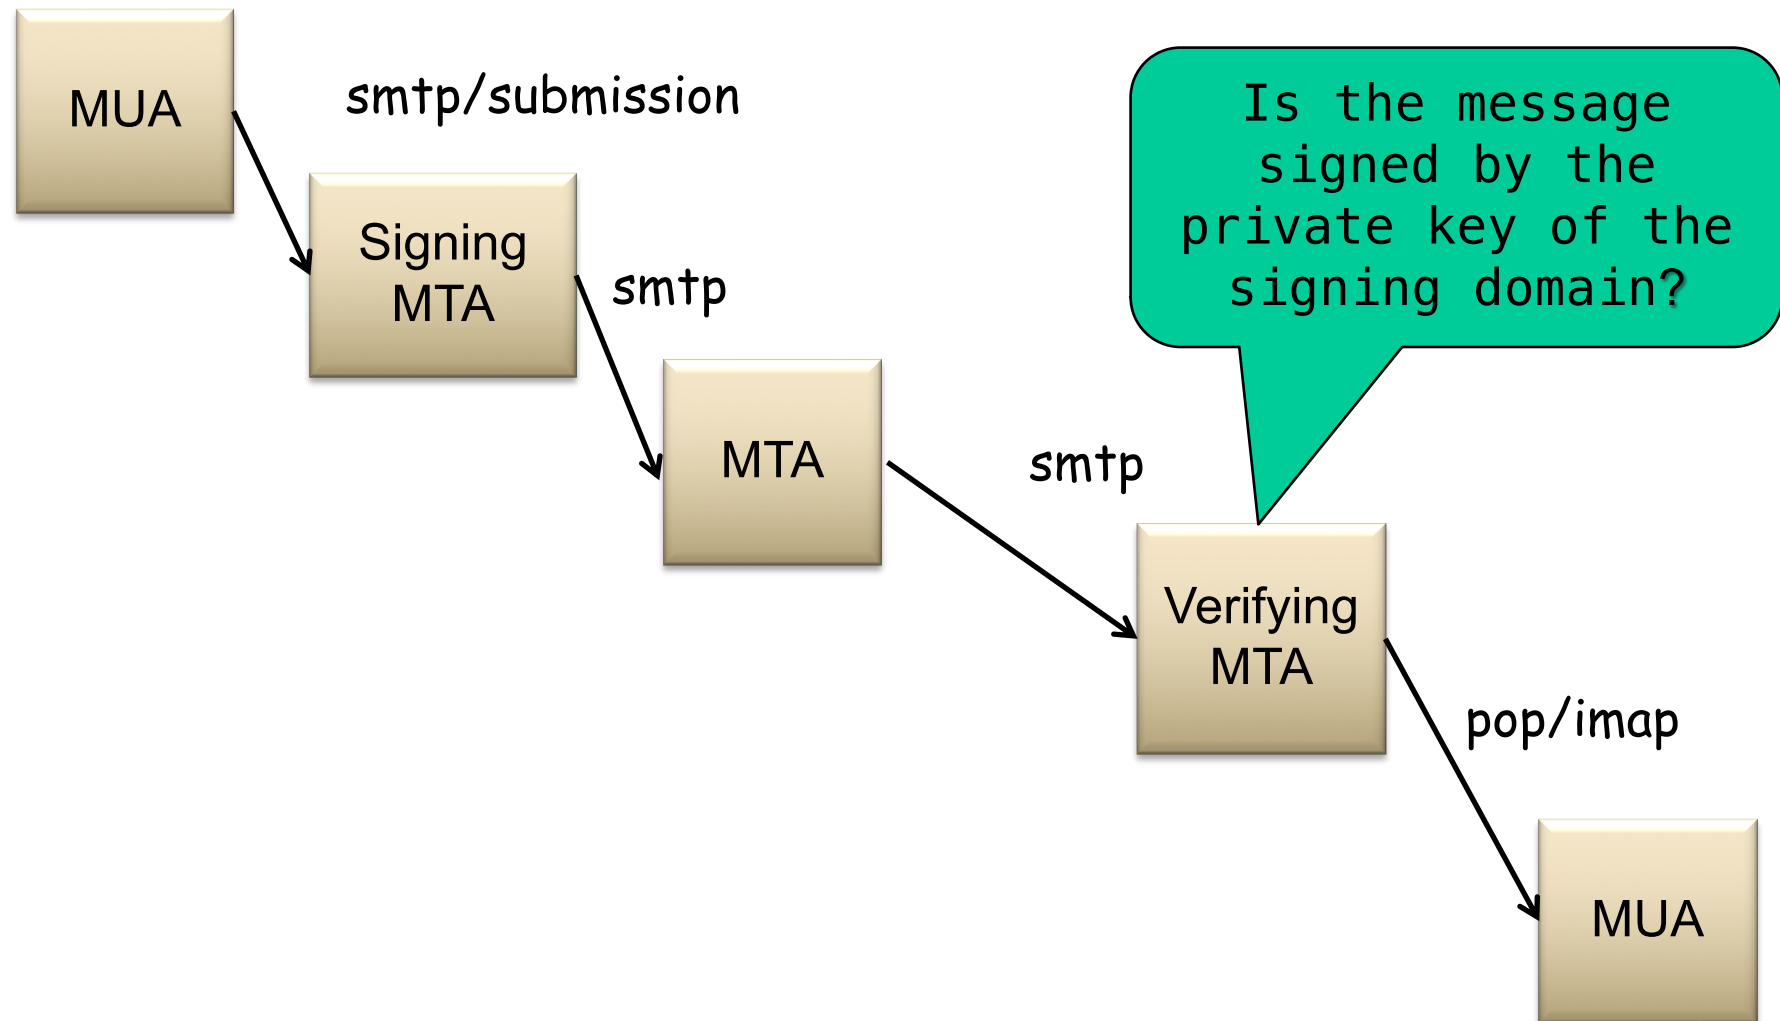 MUA
smtp/submission
Is the message
signed by the
private key of the
signing domain?
Signing
MTA
smtp
MTA
smtp
Verifying
MTA
pop/imap
MUA